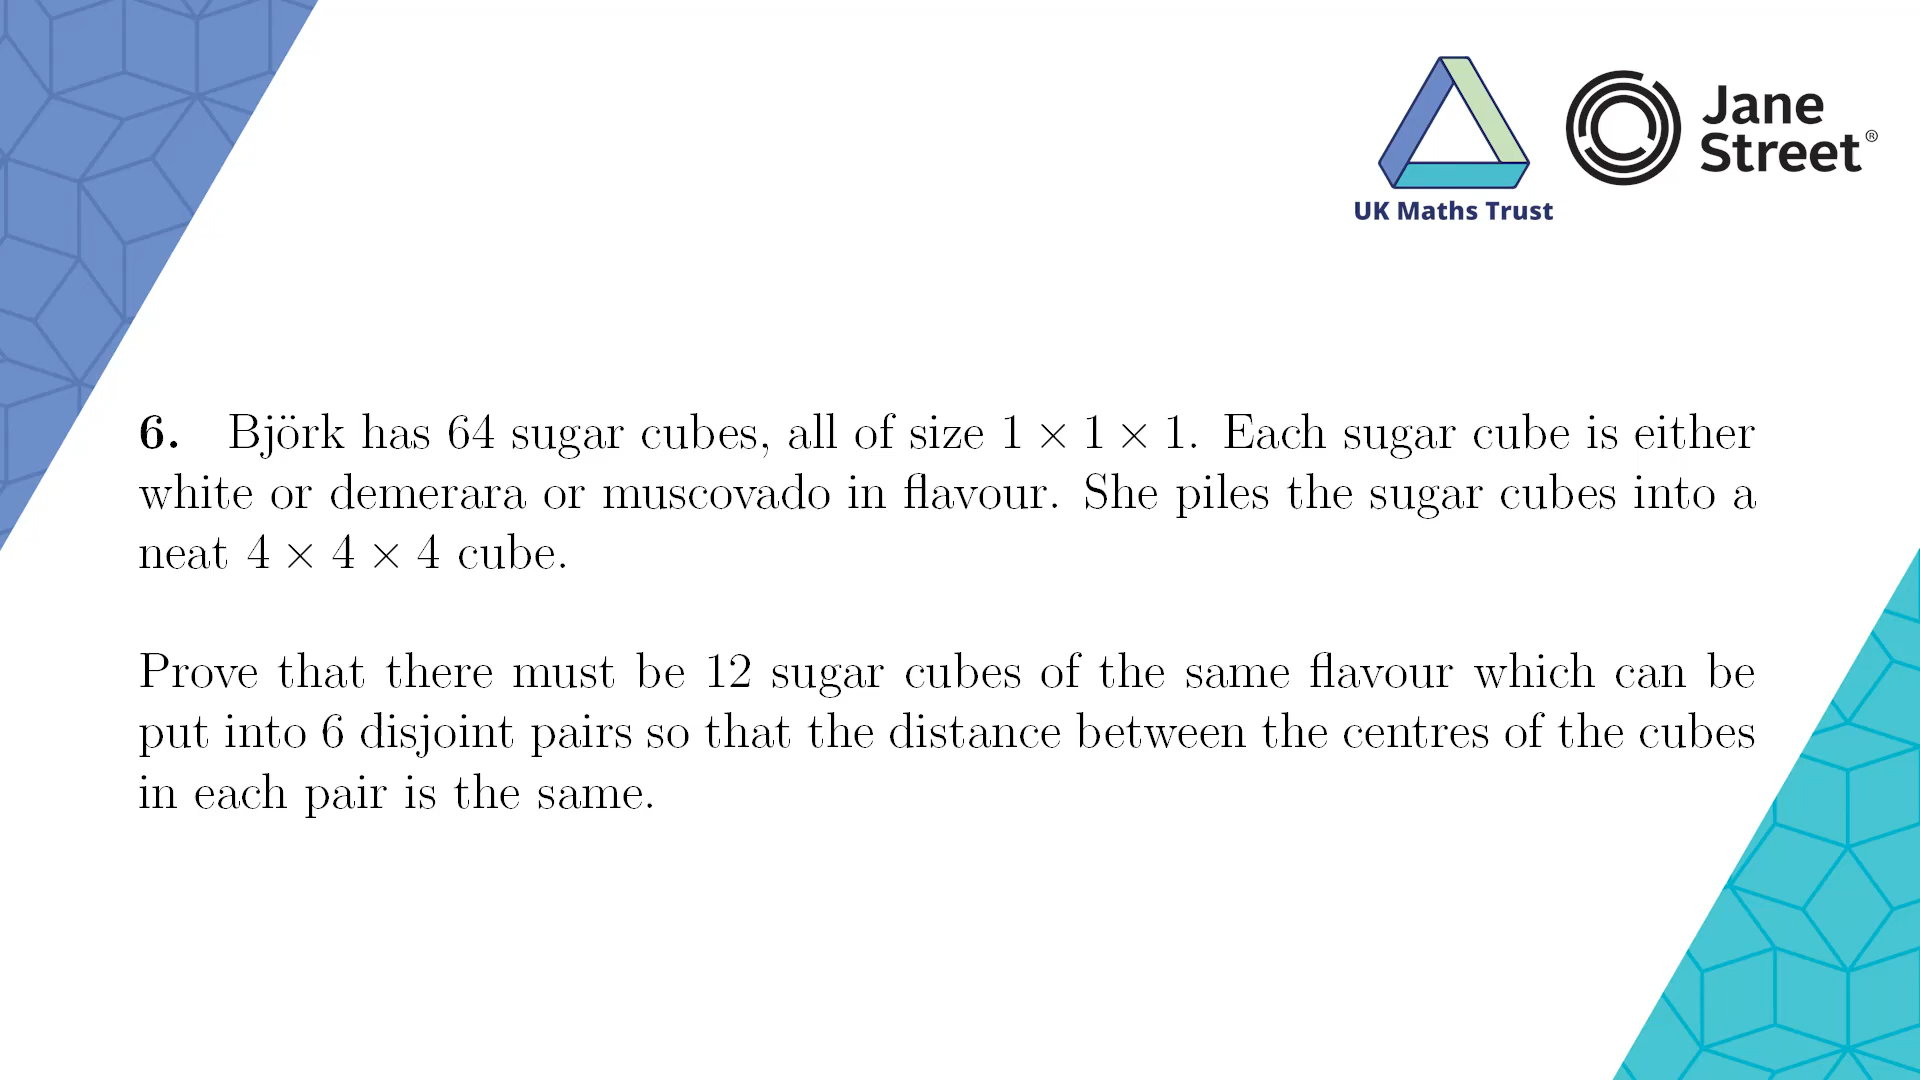 UK Maths Trust
Jane
Street®
6. Björk has 64 sugar cubes, all of size 1 × 1 × 1. Each sugar cube is either
white or demerara or muscovado in flavour. She piles the sugar cubes into a
neat 4 × 4 × 4 cube.
Prove that there must be 12 sugar cubes of the same flavour which can be
put into 6 disjoint pairs so that the distance between the centres of the cubes
in each pair is the same.